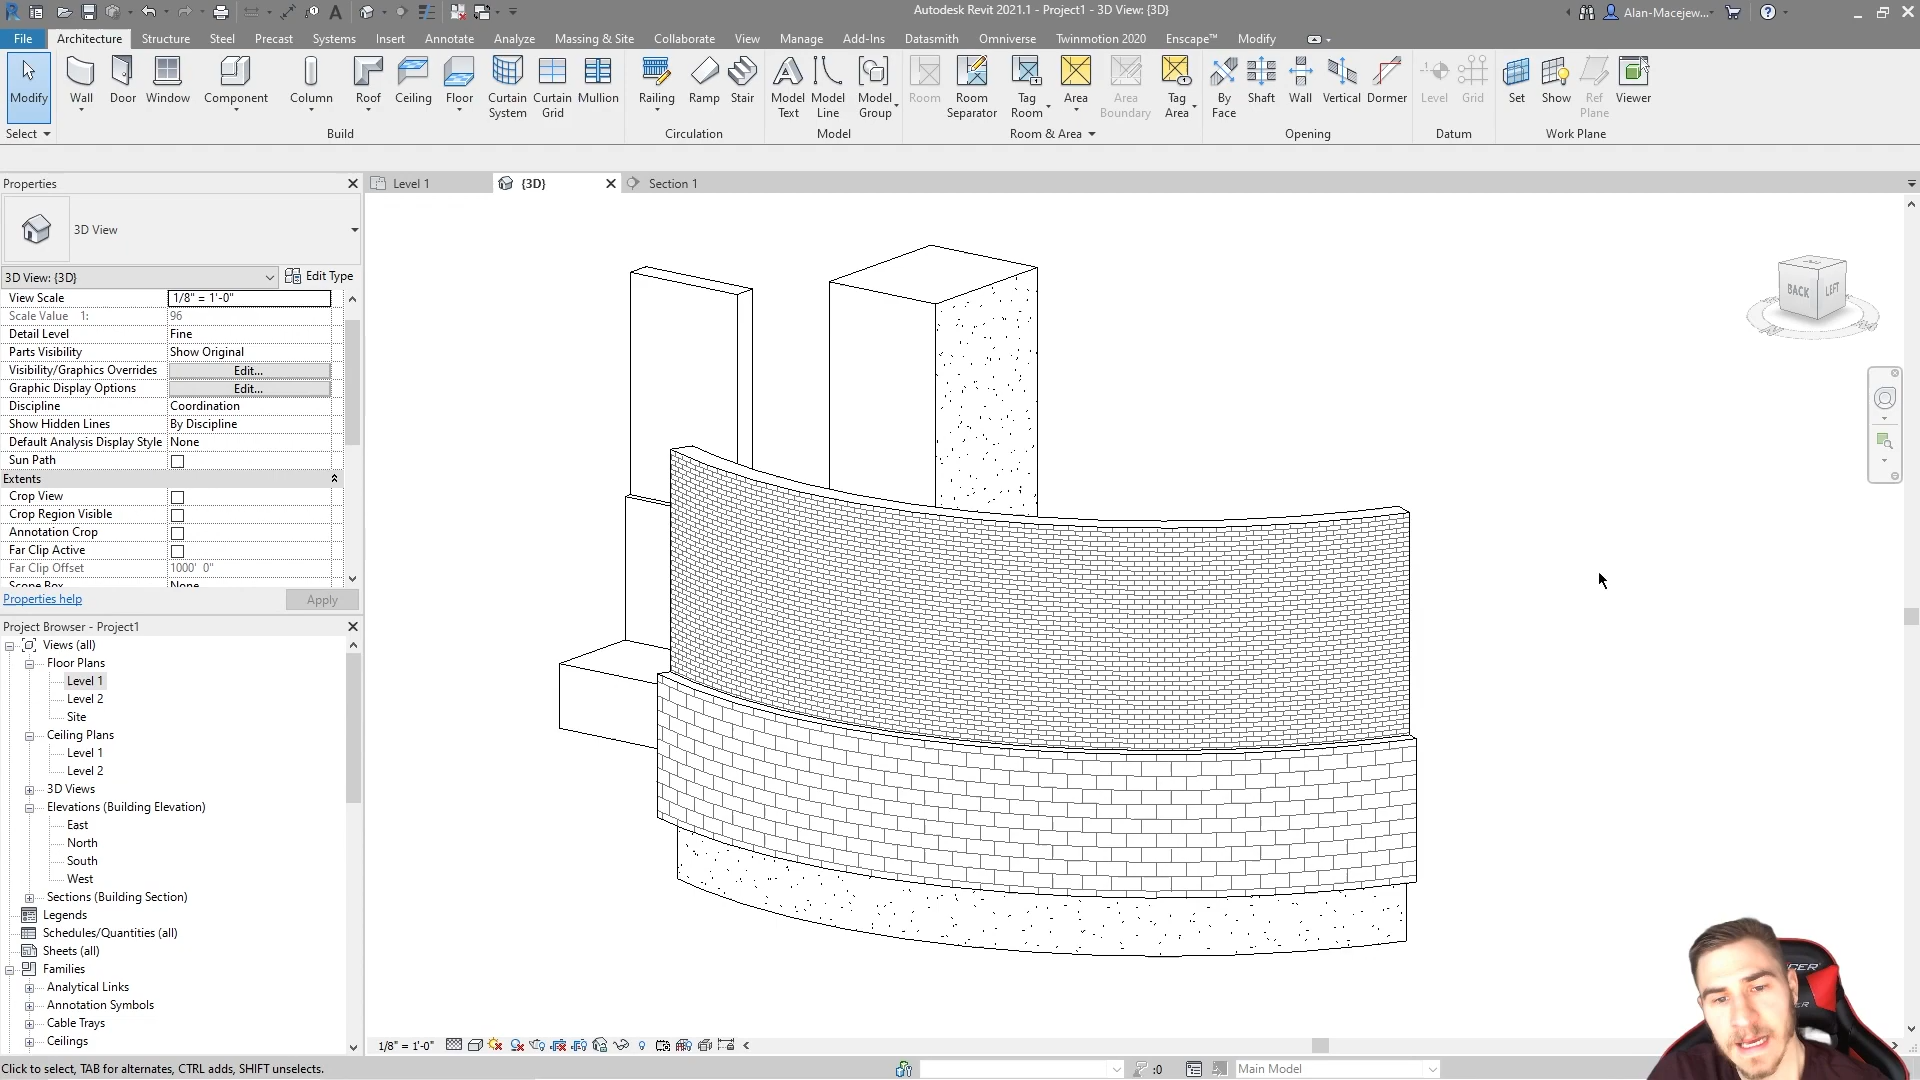 Autodesk Revit 2021.1 - Project1 - 3D View: {3D}
Alan-Macejew...
File Architecture Structure Steel Precast Systems Insert Annotate Analyze Massing & Site Collaborate View Manage Add-Ins Datasmith Omniverse Twinmotion 2020 Enscape™ Modify
Modify Wall Door Window Component Column Roof Ceiling Floor Curtain System Curtain Grid Mullion Railing Ramp Stair Model Text Model Line Model Group Room Room Separator Tag Room Area Area Boundary Tag Area By Face Shaft Wall Vertical Dormer Level Grid Set Show Ref Plane Viewer
Select Build Circulation Model Room & Area Opening Datum Work Plane
Properties
Level 1 {3D} Section 1
3D View
3D View: {3D} Edit Type
View Scale 1/8" = 1'-0"
Scale Value 1: 96
Detail Level Fine
Parts Visibility Show Original
Visibility/Graphics Overrides Edit...
Graphic Display Options Edit...
Discipline Coordination
Show Hidden Lines By Discipline
Default Analysis Display Style None
Sun Path
Extents
Crop View
Crop Region Visible
Annotation Crop
Far Clip Active
Far Clip Offset 1000' 0"
Scope Box None
Properties help Apply
BACK LEFT
Project Browser - Project1
Views (all)
Floor Plans
Level 1
Level 2
Site
Ceiling Plans
Level 1
Level 2
3D Views
Elevations (Building Elevation)
East
North
South
West
Sections (Building Section)
Legends
Schedules/Quantities (all)
Sheets (all)
Families
Analytical Links
Annotation Symbols
Cable Trays
Ceilings
1/8" = 1'-0"
Click to select, TAB for alternates, CTRL adds, SHIFT unselects.
:0
Main Model